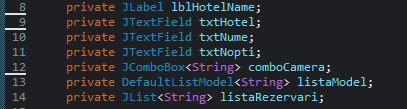 8 private JLabel lblHotelName;
9 private JTextField txtHotel;
10 private JTextField txtNume;
11 private JTextField txtNopti;
12 private JComboBox<String> comboCamera;
13 private DefaultListModel<String> listaModel;
14 private JList<String> listaRezervari;